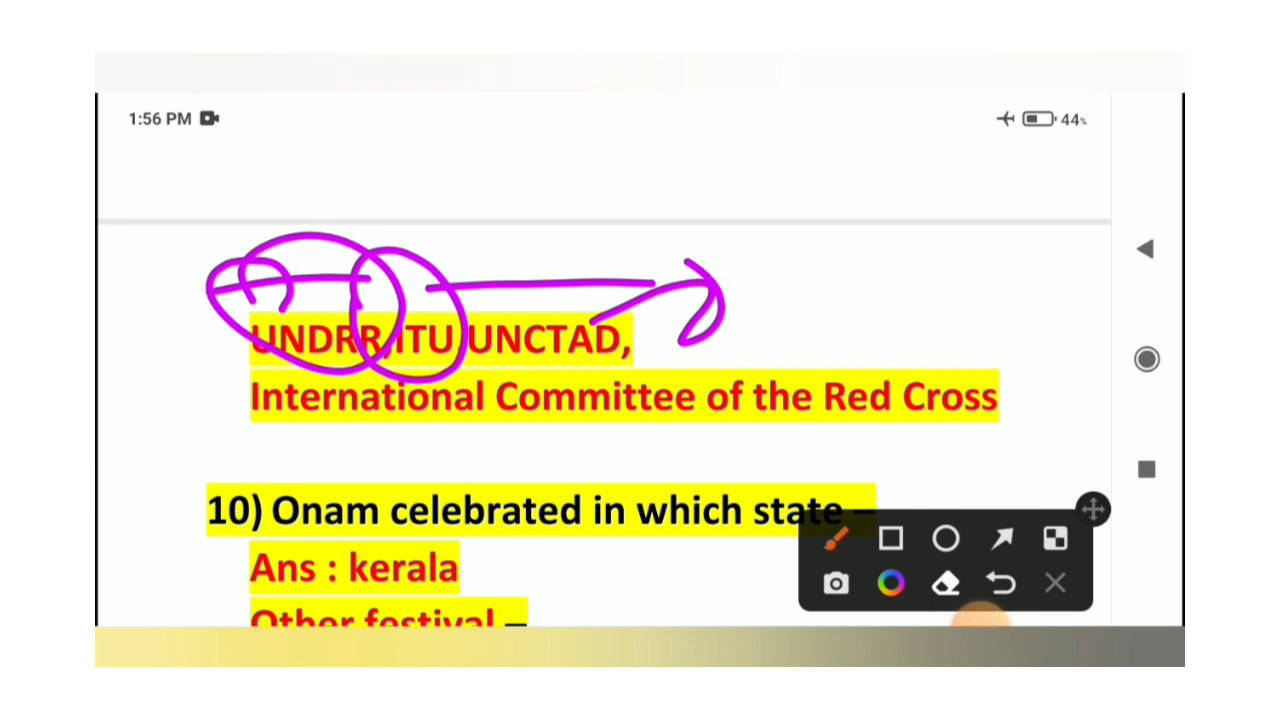 1:56 PM
44%
UNDRR,ITU,UNCTAD,
International Committee of the Red Cross
10) Onam celebrated in which state –
Ans : kerala
Other festival –